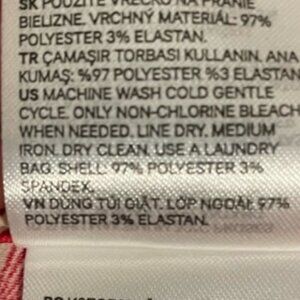 SK POUŽITE VRECKO NA PRANIE
BIELIZNE. VRCHNÝ MATERIÁL: 97%
POLYESTER 3% ELASTAN.
TR ÇAMAŞIR TORBASI KULLANIN. ANA
KUMAŞ: %97 POLYESTER %3 ELASTAN
US MACHINE WASH COLD GENTLE
CYCLE. ONLY NON-CHLORINE BLEACH
WHEN NEEDED. LINE DRY. MEDIUM
IRON. DRY CLEAN. USE A LAUNDRY
BAG. SHELL: 97% POLYESTER 3%
SPANDEX.
VN DÙNG TÚI GIẶT. LỚP NGOÀI: 97%
POLYESTER 3% ELASTAN.